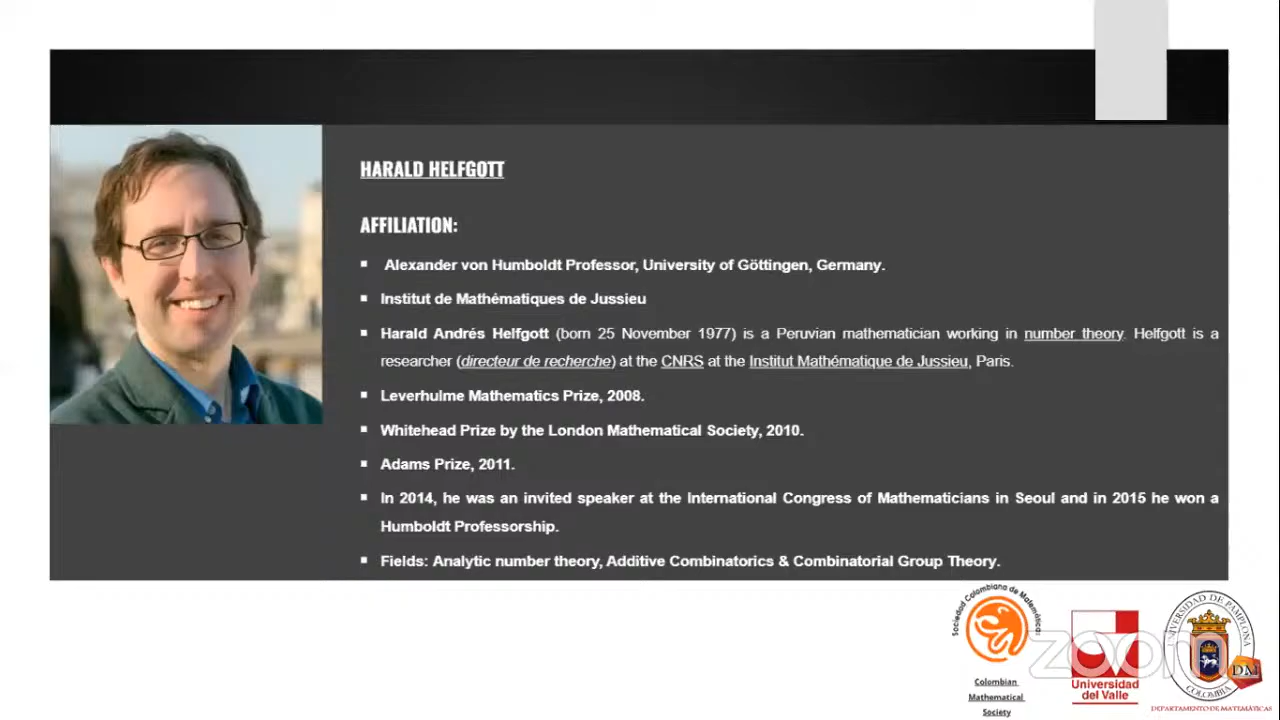 HARALD HELFGOTT
AFFILIATION:
Alexander von Humboldt Professor, University of Göttingen, Germany.
Institut de Mathématiques de Jussieu
Harald Andrés Helfgott (born 25 November 1977) is a Peruvian mathematician working in number theory. Helfgott is a
researcher (directeur de recherche) at the CNRS at the Institut Mathématique de Jussieu, Paris.
Leverhulme Mathematics Prize, 2008.
Whitehead Prize by the London Mathematical Society, 2010.
Adams Prize, 2011.
In 2014, he was an invited speaker at the International Congress of Mathematicians in Seoul and in 2015 he won a
Humboldt Professorship.
Fields: Analytic number theory, Additive Combinatorics & Combinatorial Group Theory.
Sociedad Colombiana de Matemáticas
Colombian
Mathematical
Society
zoom
Universidad
del Valle
UNIVERSIDAD DE PAMPLONA
COLOMBIA
DM
DEPARTAMENTO DE MATEMÁTICAS